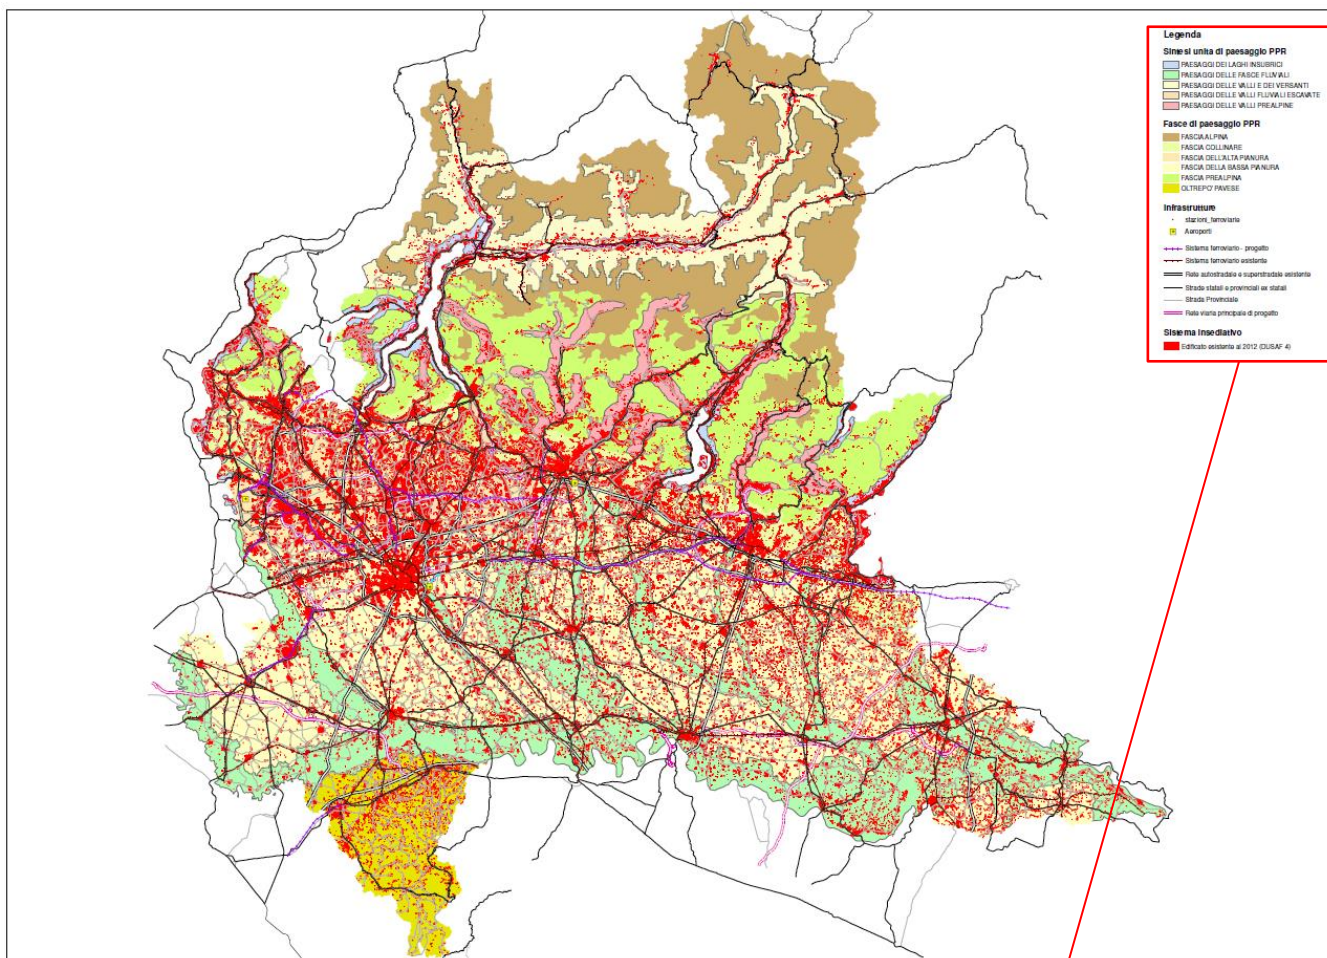 Legenda
Sintesi unita di paesaggio PPR
PAESAGGI DEI LAGHI INSUBRICI
PAESAGGI DELLE FASCE FLUVIALI
PAESAGGI DELLE VALLI E DEI VERSANTI
PAESAGGI DELLE VALLI FLUVIALI ESCAVATE
PAESAGGI DELLE VALLI PREALPINE
Fasce di paesaggio PPR
FASCIA ALPINA
FASCIA COLLINARE
FASCIA DELL'ALTA PIANURA
FASCIA DELLA BASSA PIANURA
FASCIA PREALPINA
OLTREPO' PAVESE
Infrastrutture
stazioni_ferroviarie
Aeroporti
Sistema ferroviario - progetto
Sistema ferroviario esistente
Rete autostradale e superstradale esistente
Strade statali e provinciali ex statali
Strada Provinciale
Rete viaria principale di progetto
Sistema insediativo
Edificato esistente al 2012 (DUSAF 4)